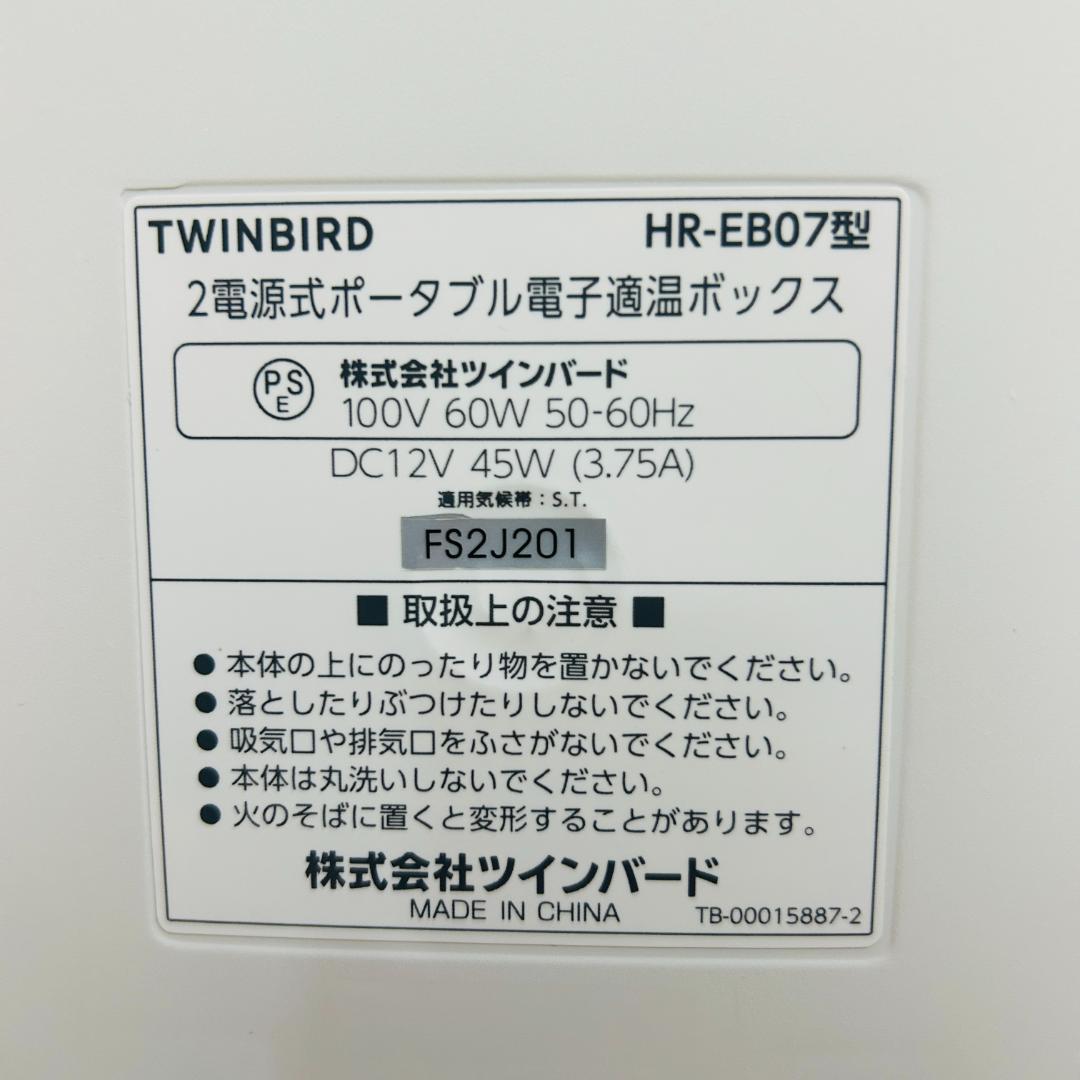 TWINBIRD HR-EB07型
2電源式ポータブル電子適温ボックス
PSE 株式会社ツインバード
100V 60W 50-60Hz
DC12V 45W (3.75A)
適用気候帯：S.T.
FS2J201
■ 取扱上の注意 ■
● 本体の上にのったり物を置かないでください。
● 落としたりぶつけたりしないでください。
● 吸気口や排気口をふさがないでください。
● 本体は丸洗いしないでください。
● 火のそばに置くと変形することがあります。
株式会社ツインバード
MADE IN CHINA TB-00015887-2